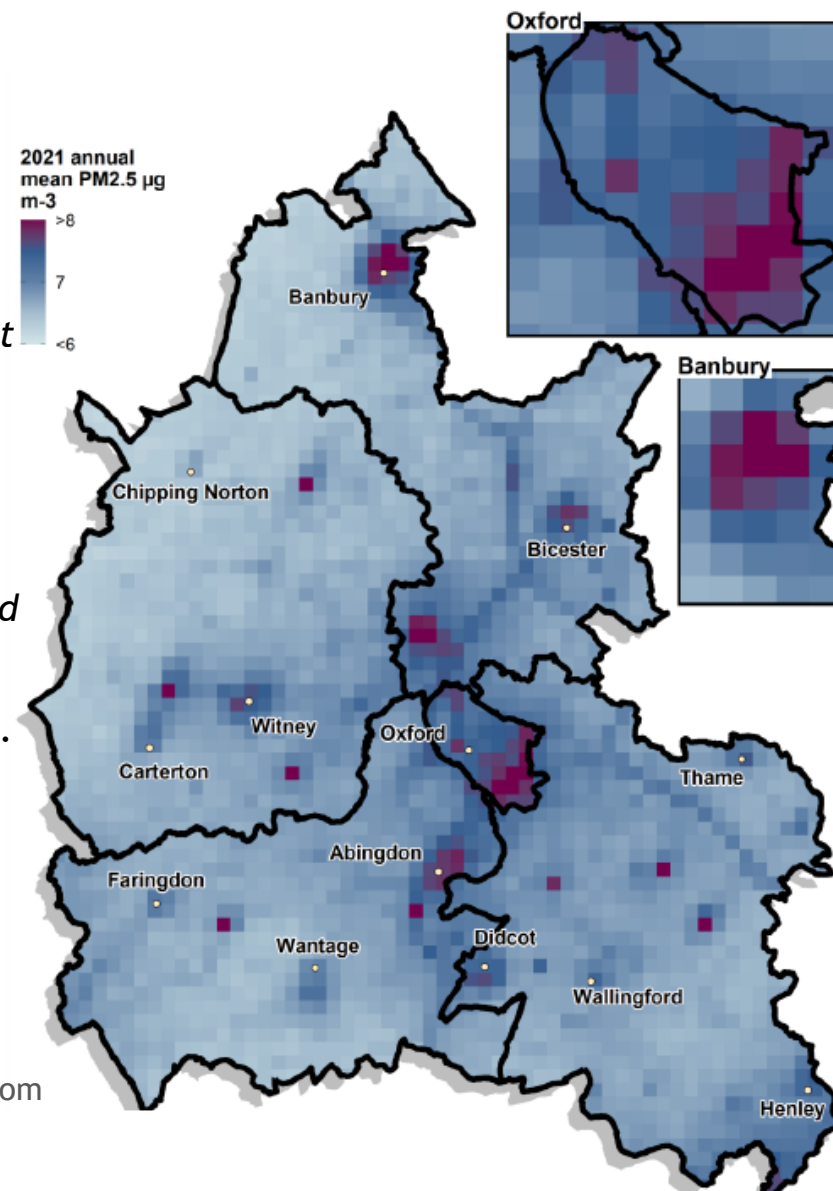 Oxford
2021 annual
mean PM2.5 µg
m-3
>8
7
<6
t
Banbury
Banbury
Chipping Norton
Bicester
d
Witney
.
Oxford
Carterton
Thame
Abingdon
Faringdon
Wantage
Didcot
Wallingford
om
Henley